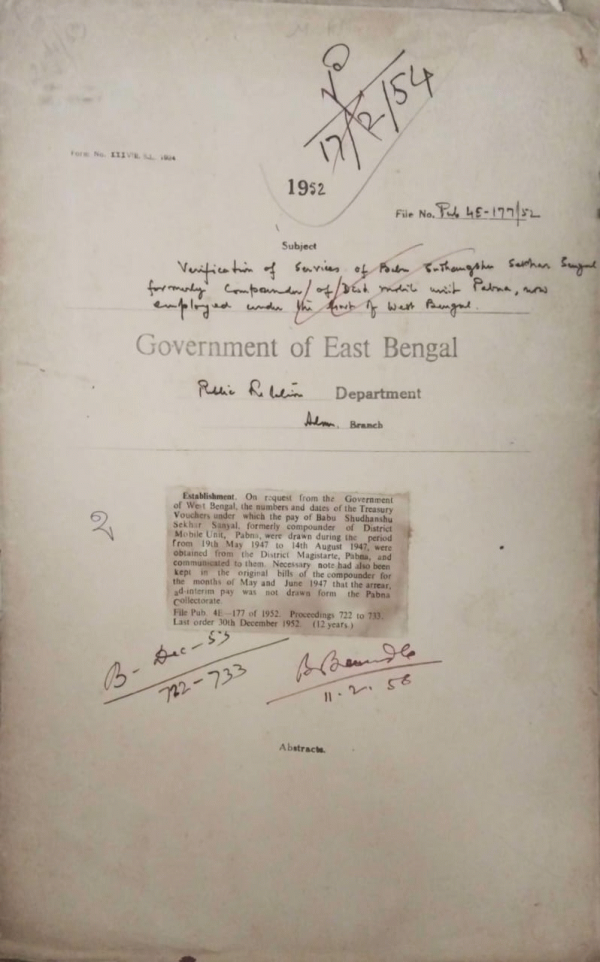 17/2/54
Form No.
1952
File No. Pub 4E-177/52
Subject
Verification of Services of Babu Sekhar
formerly Compounder of Dist mobile unit Pabna, now
employed under the Govt of West Bengal.
Government of East Bengal
Public Relation Department
Admn. Branch
Establishment. On request from the Government
of West Bengal, the numbers and dates of the Treasury
Vouchers under which the pay of Babu Shudhanshu
Sekhar Sanyal, formerly compounder of District
Mobile Unit, Pabna, were drawn during the period
from 19th May 1947 to 14th August 1947, were
obtained from the District Magistarte, Pabna, and
communicated to them. Necessary note had also been
kept in the original bills of the compounder for
the months of May and June 1947 that the arrear,
ad-interim pay was not drawn form the Pabna
Collectorate.
File Pub. 4E—177 of 1952. Proceedings 722 to 733.
Last order 30th December 1952. (12 years.)
2
B- Dec-53
722-733
11.2.58
Abstracts.